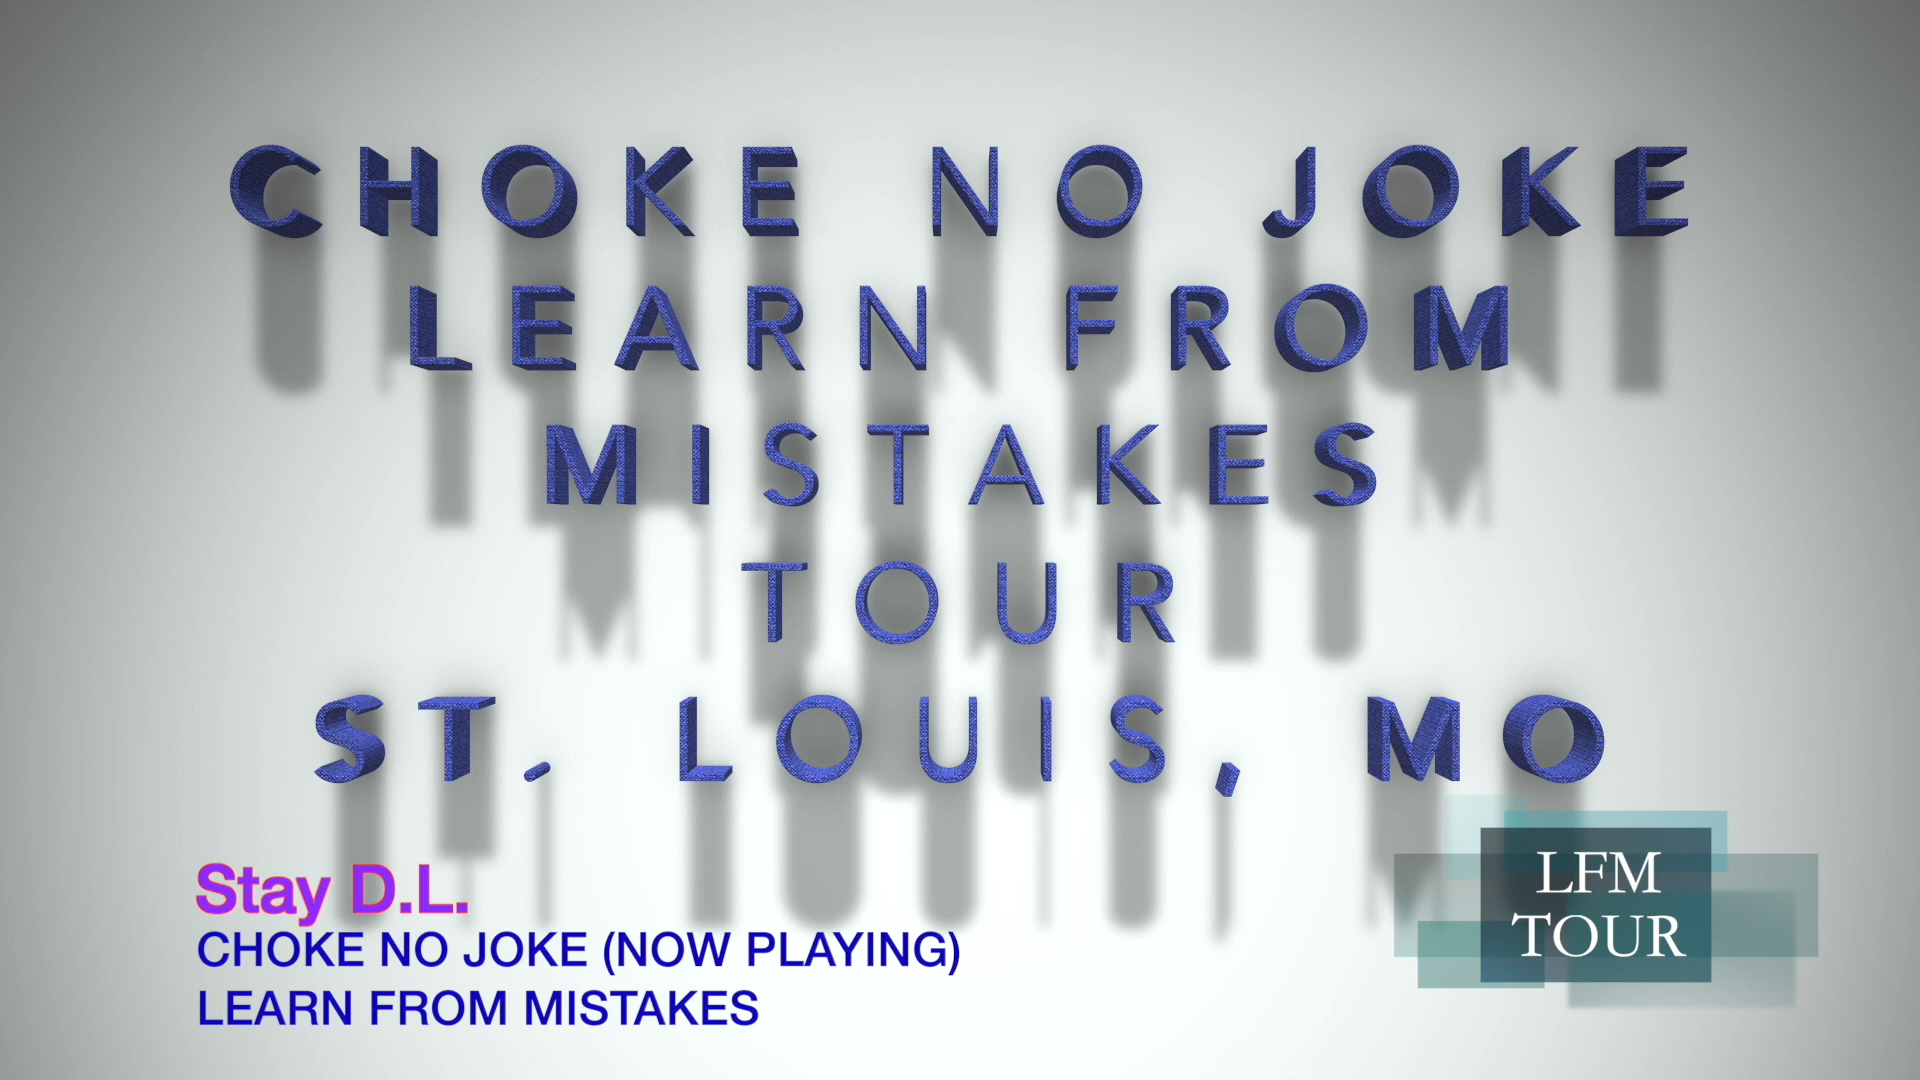 CHOKE NO JOKE
LEARN FROM
MISTAKES
TOUR
ST. LOUIS, MO
Stay D.L.
CHOKE NO JOKE (NOW PLAYING)
LEARN FROM MISTAKES
LFM
TOUR